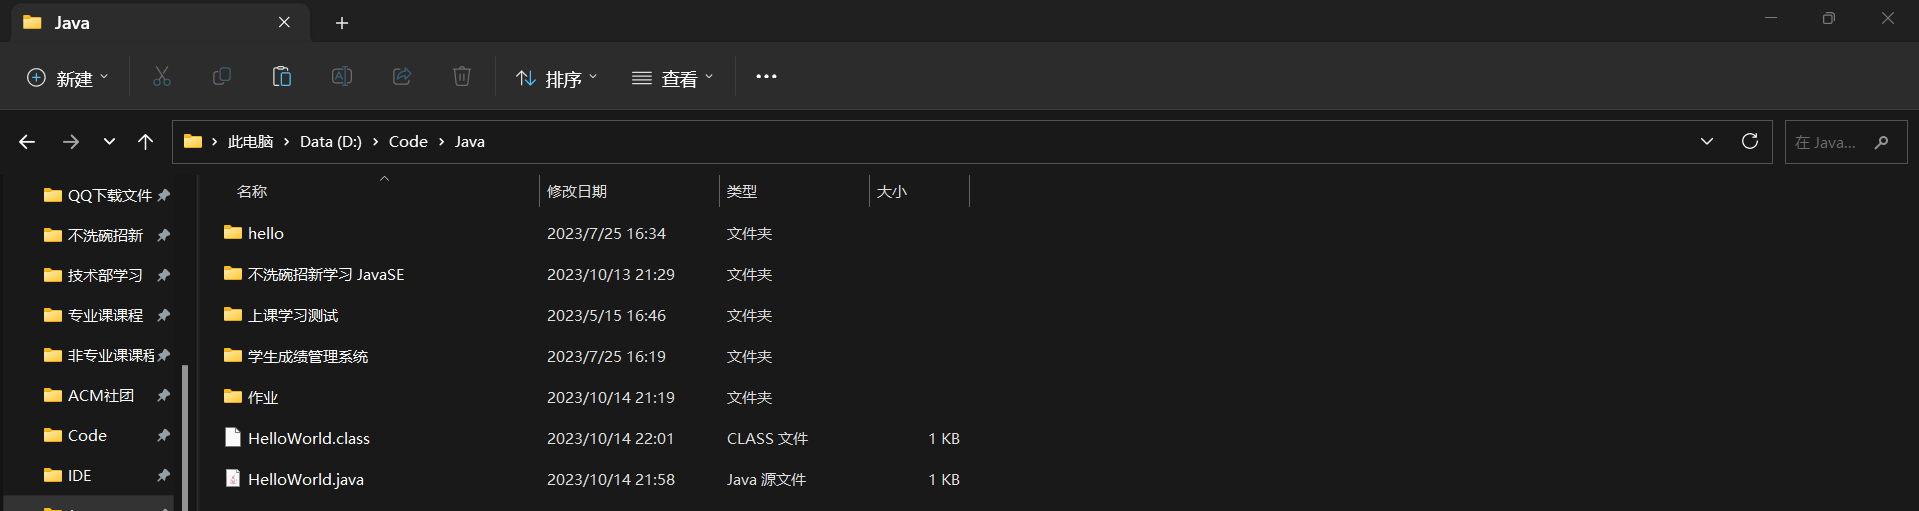 Java
新建
排序
查看
此电脑 Data (D:) Code Java
在 Java...
QQ下载文件
不洗碗招新
技术部学习
专业课课程
非专业课课程
ACM社团
Code
IDE
名称 修改日期 类型 大小
hello 2023/7/25 16:34 文件夹
不洗碗招新学习 JavaSE 2023/10/13 21:29 文件夹
上课学习测试 2023/5/15 16:46 文件夹
学生成绩管理系统 2023/7/25 16:19 文件夹
作业 2023/10/14 21:19 文件夹
HelloWorld.class 2023/10/14 22:01 CLASS 文件 1 KB
HelloWorld.java 2023/10/14 21:58 Java 源文件 1 KB